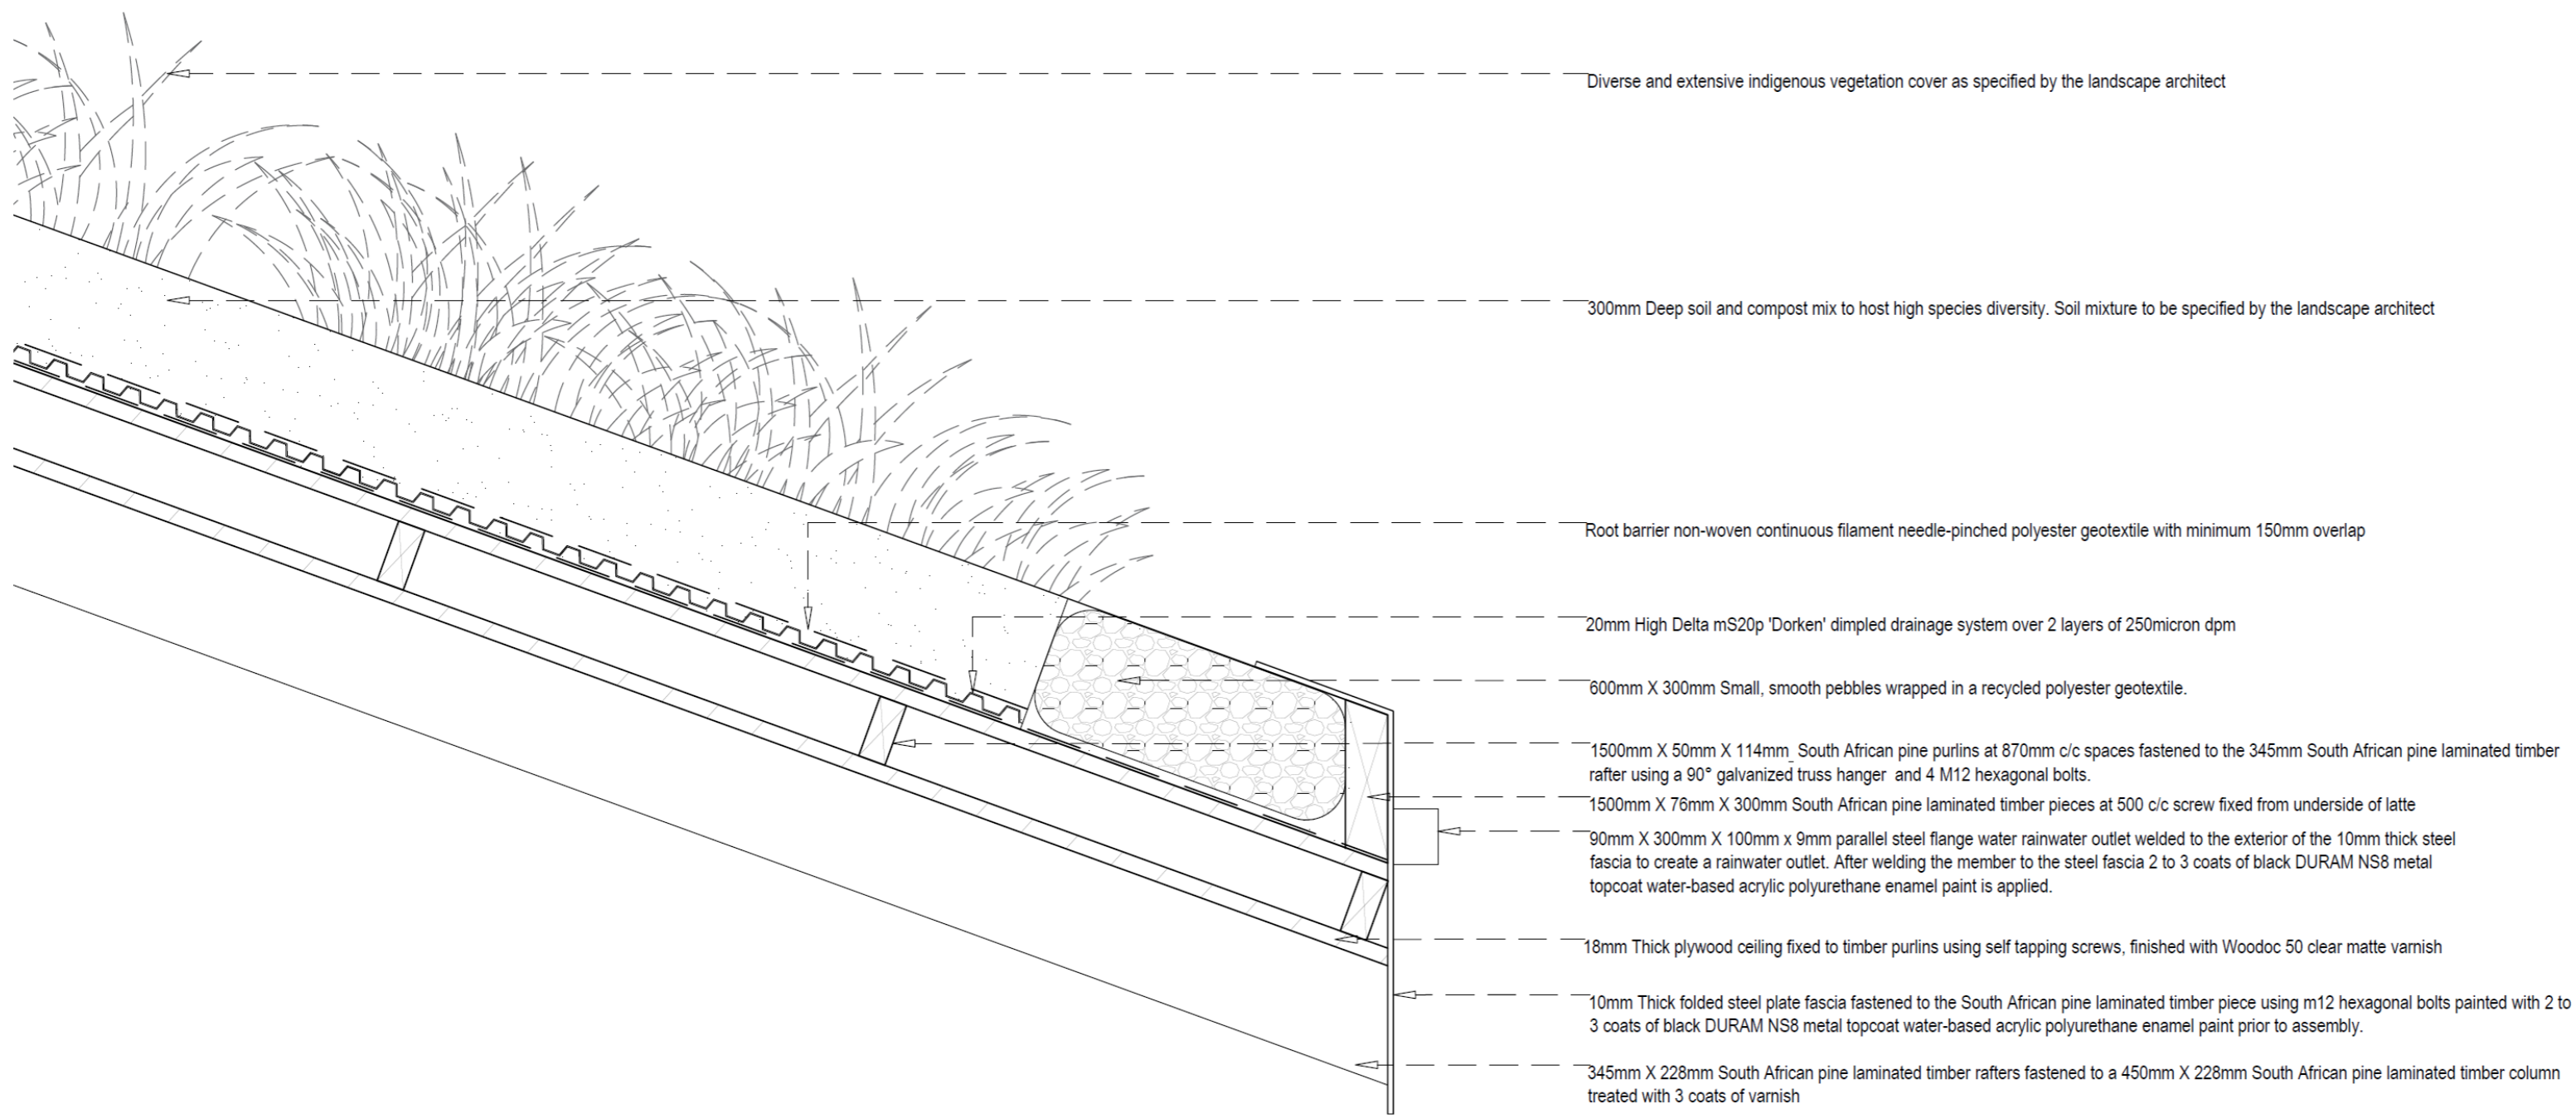 Diverse and extensive indigenous vegetation cover as specified by the landscape architect
300mm Deep soil and compost mix to host high species diversity. Soil mixture to be specified by the landscape architect
Root barrier non-woven continuous filament needle-pinched polyester geotextile with minimum 150mm overlap
20mm High Delta mS20p 'Dorken' dimpled drainage system over 2 layers of 250micron dpm
600mm X 300mm Small, smooth pebbles wrapped in a recycled polyester geotextile.
1500mm X 50mm X 114mm South African pine purlins at 870mm c/c spaces fastened to the 345mm South African pine laminated timber
rafter using a 90° galvanized truss hanger and 4 M12 hexagonal bolts.
1500mm X 76mm X 300mm South African pine laminated timber pieces at 500 c/c screw fixed from underside of latte
90mm X 300mm X 100mm x 9mm parallel steel flange water rainwater outlet welded to the exterior of the 10mm thick steel
fascia to create a rainwater outlet. After welding the member to the steel fascia 2 to 3 coats of black DURAM NS8 metal
topcoat water-based acrylic polyurethane enamel paint is applied.
18mm Thick plywood ceiling fixed to timber purlins using self tapping screws, finished with Woodoc 50 clear matte varnish
10mm Thick folded steel plate fascia fastened to the South African pine laminated timber piece using m12 hexagonal bolts painted with 2 to
3 coats of black DURAM NS8 metal topcoat water-based acrylic polyurethane enamel paint prior to assembly.
345mm X 228mm South African pine laminated timber rafters fastened to a 450mm X 228mm South African pine laminated timber column
treated with 3 coats of varnish